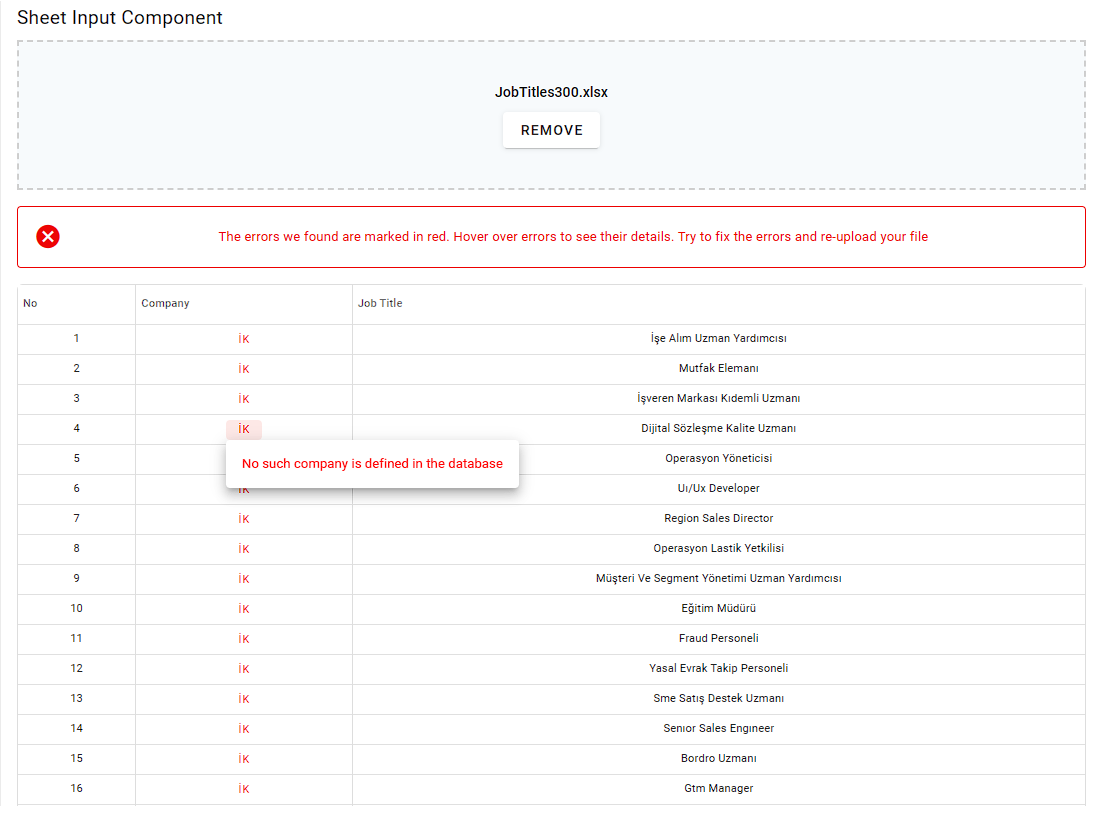 Sheet Input Component
JobTitles300.xlsx
REMOVE
The errors we found are marked in red. Hover over errors to see their details. Try to fix the errors and re-upload your file
No Company Job Title
1 İK İşe Alım Uzman Yardımcısı
2 İK Mutfak Elemanı
3 İK İşveren Markası Kıdemli Uzmanı
4 İK Dijital Sözleşme Kalite Uzmanı
5 Operasyon Yöneticisi
No such company is defined in the database
6 İK Uı/Ux Developer
7 İK Region Sales Director
8 İK Operasyon Lastik Yetkilisi
9 İK Müşteri Ve Segment Yönetimi Uzman Yardımcısı
10 İK Eğitim Müdürü
11 İK Fraud Personeli
12 İK Yasal Evrak Takip Personeli
13 İK Sme Satış Destek Uzmanı
14 İK Senıor Sales Engıneer
15 İK Bordro Uzmanı
16 İK Gtm Manager